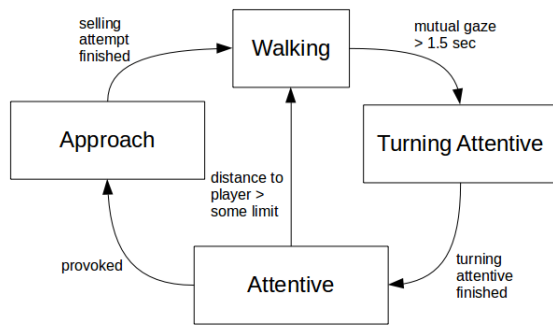 selling
attempt
finished
Walking
mutual gaze
> 1.5 sec
Approach
Turning Attentive
distance to
player >
some limit
provoked
Attentive
turning
attentive
finished